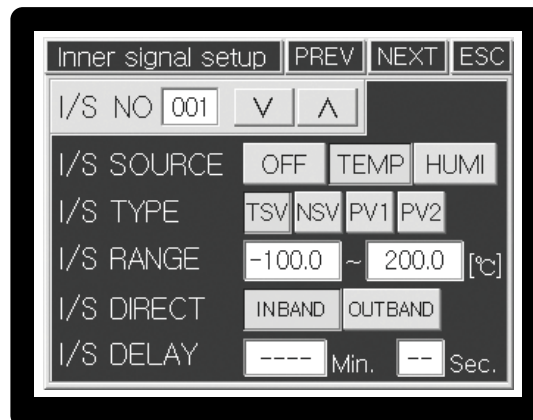 Inner signal setup PREV NEXT ESC
I/S NO 001 ∨ ∧
I/S SOURCE OFF TEMP HUMI
I/S TYPE TSV NSV PV1 PV2
I/S RANGE -100.0 ~ 200.0 [℃]
I/S DIRECT INBAND OUTBAND
I/S DELAY ---- Min. -- Sec.